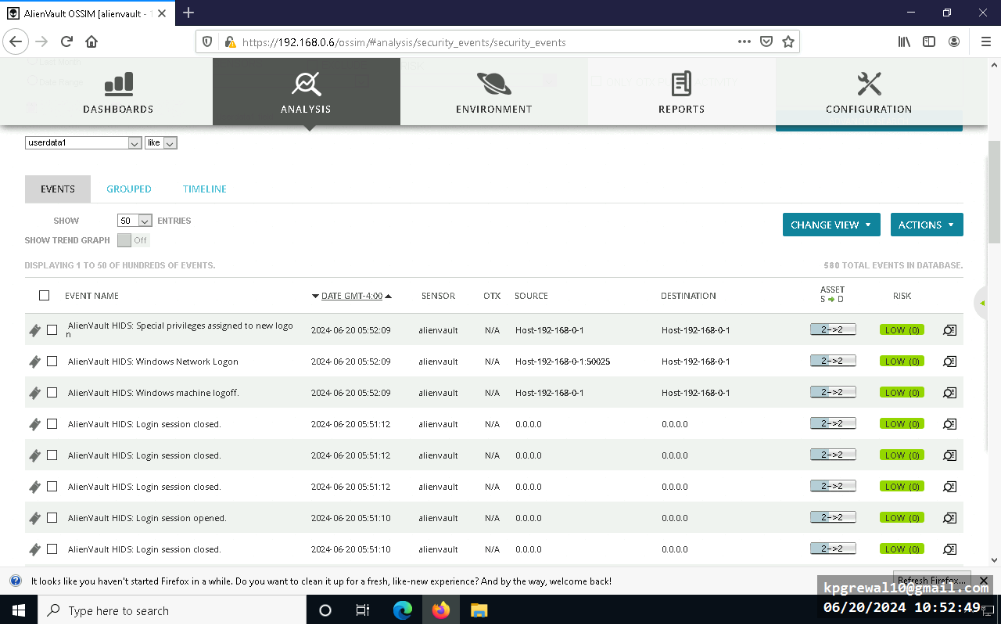 AlienVault OSSIM [alienvault - 1
https://192.168.0.6/ossim/#analysis/security_events/security_events
DASHBOARDS
ANALYSIS
ENVIRONMENT
REPORTS
CONFIGURATION
userdata1 like
EVENTS GROUPED TIMELINE
SHOW 50 ENTRIES
SHOW TREND GRAPH Off
CHANGE VIEW ACTIONS
DISPLAYING 1 TO 50 OF HUNDREDS OF EVENTS. 580 TOTAL EVENTS IN DATABASE.
EVENT NAME DATE GMT-4:00 SENSOR OTX SOURCE DESTINATION ASSET S D RISK
AlienVault HIDS: Special privileges assigned to new logo
n 2024-06-20 05:52:09 alienvault N/A Host-192-168-0-1 Host-192-168-0-1 2->2 LOW (0)
AlienVault HIDS: Windows Network Logon 2024-06-20 05:52:09 alienvault N/A Host-192-168-0-1:50025 Host-192-168-0-1 2->2 LOW (0)
AlienVault HIDS: Windows machine logoff. 2024-06-20 05:52:09 alienvault N/A Host-192-168-0-1 Host-192-168-0-1 2->2 LOW (0)
AlienVault HIDS: Login session closed. 2024-06-20 05:51:12 alienvault N/A 0.0.0.0 0.0.0.0 2->2 LOW (0)
AlienVault HIDS: Login session closed. 2024-06-20 05:51:12 alienvault N/A 0.0.0.0 0.0.0.0 2->2 LOW (0)
AlienVault HIDS: Login session closed. 2024-06-20 05:51:12 alienvault N/A 0.0.0.0 0.0.0.0 2->2 LOW (0)
AlienVault HIDS: Login session opened. 2024-06-20 05:51:10 alienvault N/A 0.0.0.0 0.0.0.0 2->2 LOW (0)
AlienVault HIDS: Login session closed. 2024-06-20 05:51:10 alienvault N/A 0.0.0.0 0.0.0.0 2->2 LOW (0)
It looks like you haven't started Firefox in a while. Do you want to clean it up for a fresh, like-new experience? And by the way, welcome back! Refresh Firefox...
kpgrewal10@gmail.com
Type here to search
06/20/2024 10:52:49